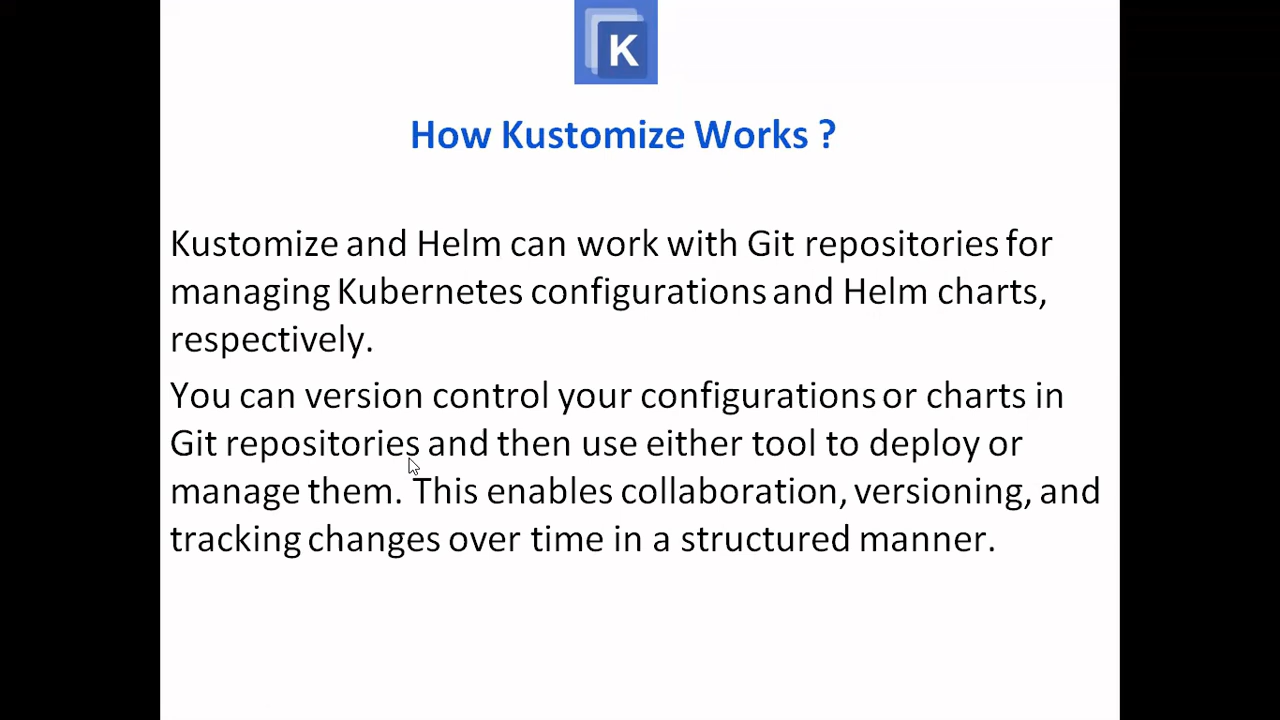 K
How Kustomize Works ?
Kustomize and Helm can work with Git repositories for
managing Kubernetes configurations and Helm charts,
respectively.
You can version control your configurations or charts in
Git repositories and then use either tool to deploy or
manage them. This enables collaboration, versioning, and
tracking changes over time in a structured manner.